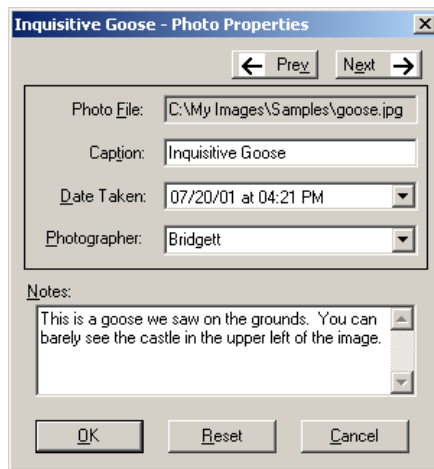 Inquisitive Goose - Photo Properties
Prev Next
Photo File: C:\My Images\Samples\goose.jpg
Caption: Inquisitive Goose
Date Taken: 07/20/01 at 04:21 PM
Photographer: Bridgett
Notes:
This is a goose we saw on the grounds. You can
barely see the castle in the upper left of the image.
OK Reset Cancel